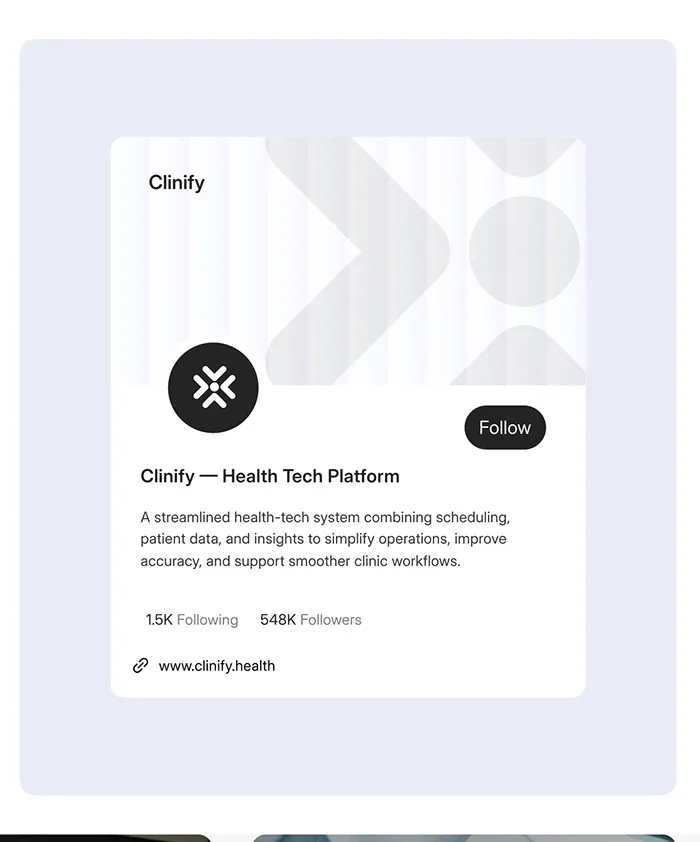 Clinify
Follow
Clinify — Health Tech Platform
A streamlined health-tech system combining scheduling,
patient data, and insights to simplify operations, improve
accuracy, and support smoother clinic workflows.
1.5K Following 548K Followers
www.clinify.health